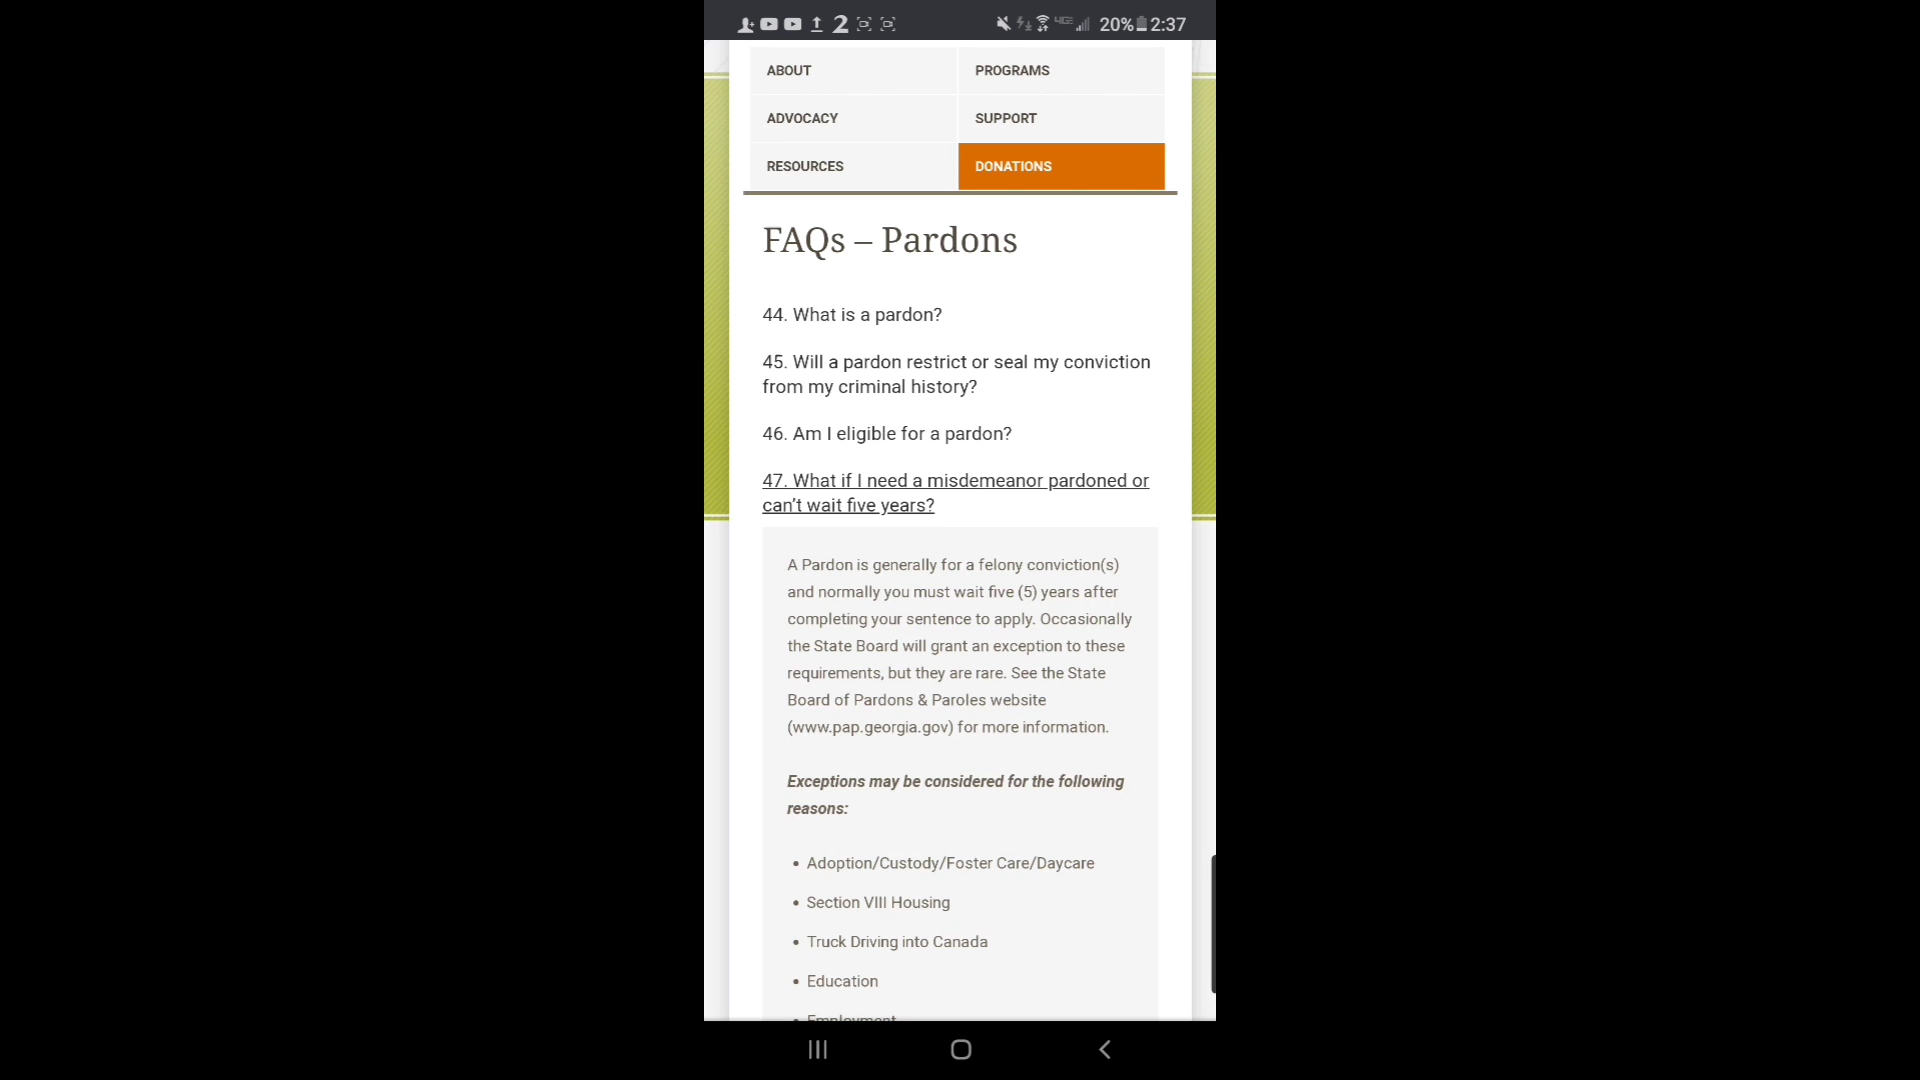 2 20% 2:37
ABOUT PROGRAMS
ADVOCACY SUPPORT
RESOURCES DONATIONS
FAQs – Pardons
44. What is a pardon?
45. Will a pardon restrict or seal my conviction
from my criminal history?
46. Am I eligible for a pardon?
47. What if I need a misdemeanor pardoned or
can't wait five years?
A Pardon is generally for a felony conviction(s)
and normally you must wait five (5) years after
completing your sentence to apply. Occasionally
the State Board will grant an exception to these
requirements, but they are rare. See the State
Board of Pardons & Paroles website
(www.pap.georgia.gov) for more information.
Exceptions may be considered for the following
reasons:
• Adoption/Custody/Foster Care/Daycare
• Section VIII Housing
• Truck Driving into Canada
• Education
• Employment